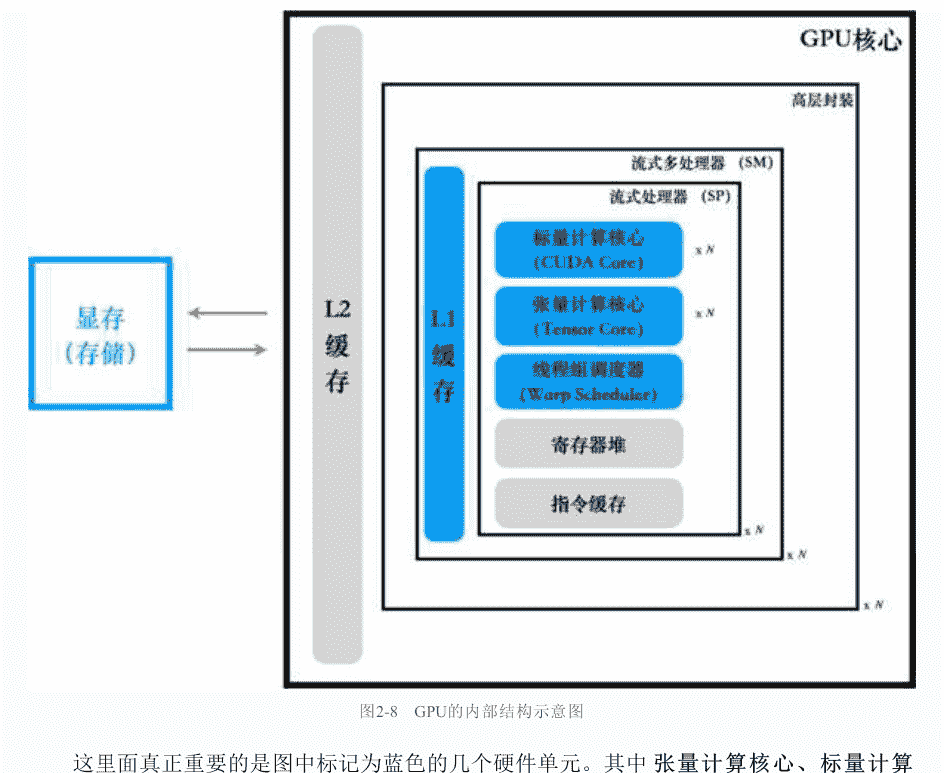 GPU核心
高层封装
流式多处理器 (SM)
流式处理器 (SP)
标量计算核心
(CUDA Core)
x N
张量计算核心
(Tensor Core)
x N
线程组调度器
(Warp Scheduler)
寄存器堆
指令缓存
x N
x N
x N
L1
缓
存
L2
缓
存
显存
(存储)
图2-8 GPU的内部结构示意图
这里面真正重要的是图中标记为蓝色的几个硬件单元。其中 张量计算核心、标量计算